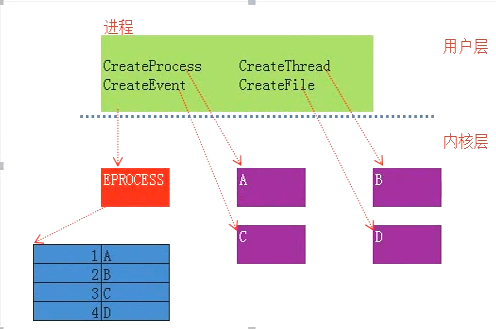 进程
用户层
CreateProcess CreateThread
CreateEvent CreateFile
内核层
EPROCESS A B
C D
1 A
2 B
3 C
4 D